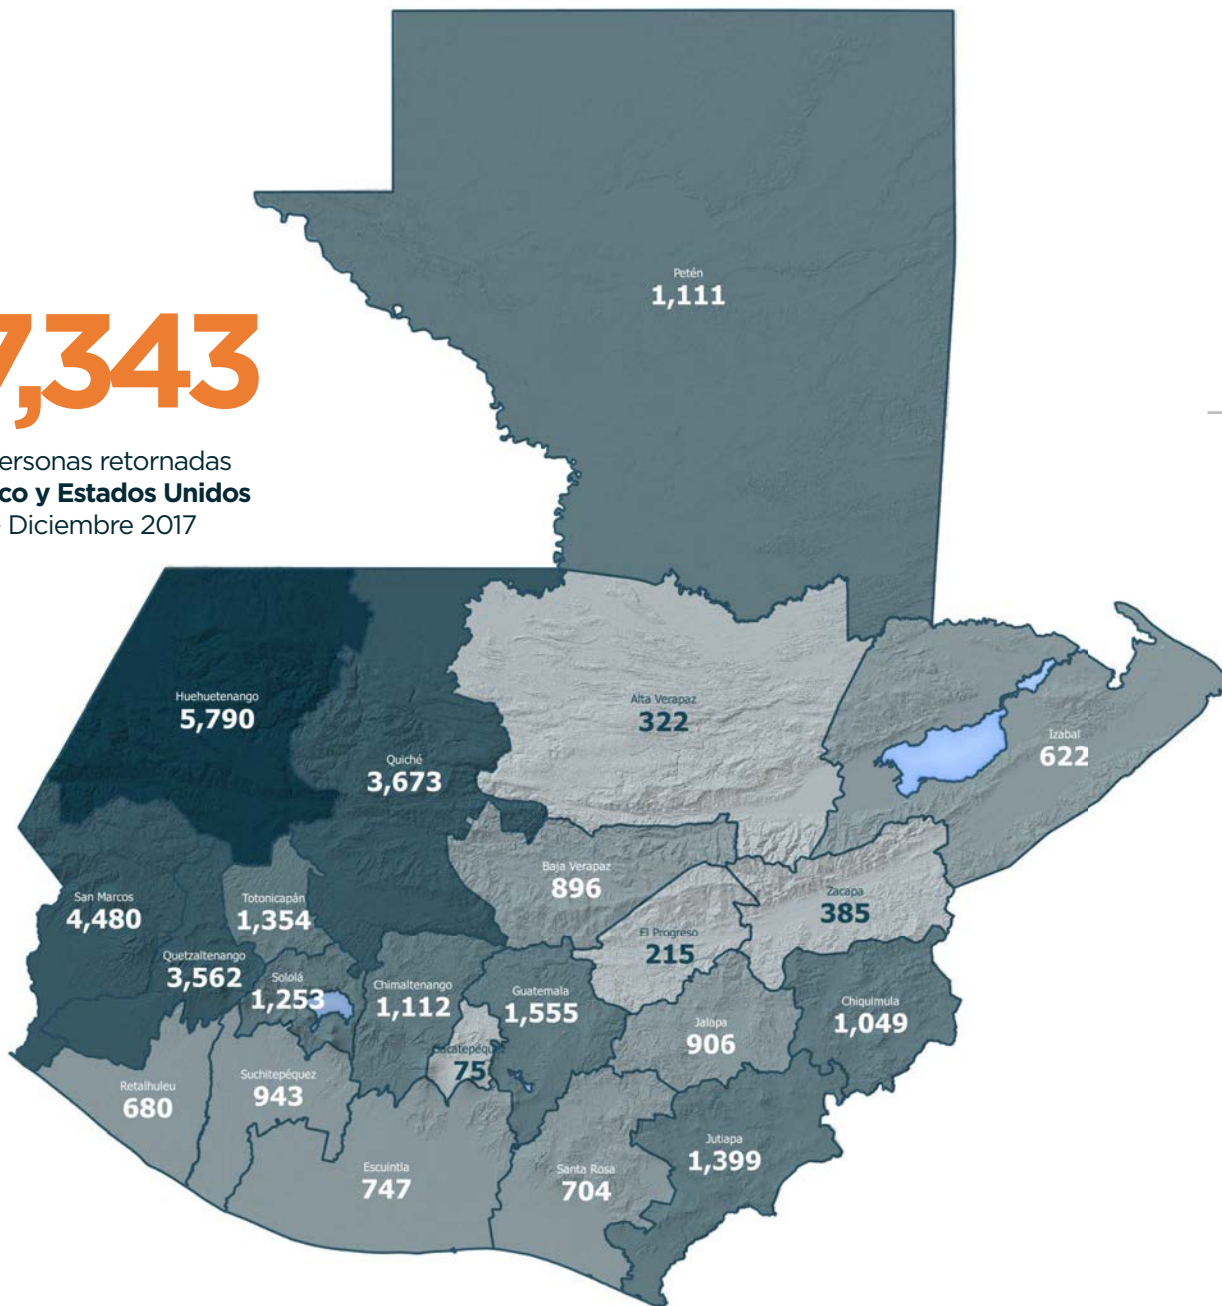 7,343
ersonas retornadas
co y Estados Unidos
Diciembre 2017
Petén
1,111
Huehuetenango
5,790
Alta Verapaz
322
Izabal
622
Quiché
3,673
Baja Verapaz
896
Zacapa
385
San Marcos
4,480
Totonicapán
1,354
El Progreso
215
Quetzaltenango
3,562
Sololá
1,253
Chimaltenango
1,112
Guatemala
1,555
Chiquimula
1,049
Jalapa
906
Sacatepéquez
75
Retalhuleu
680
Suchitepéquez
943
Jutiapa
1,399
Escuintla
747
Santa Rosa
704